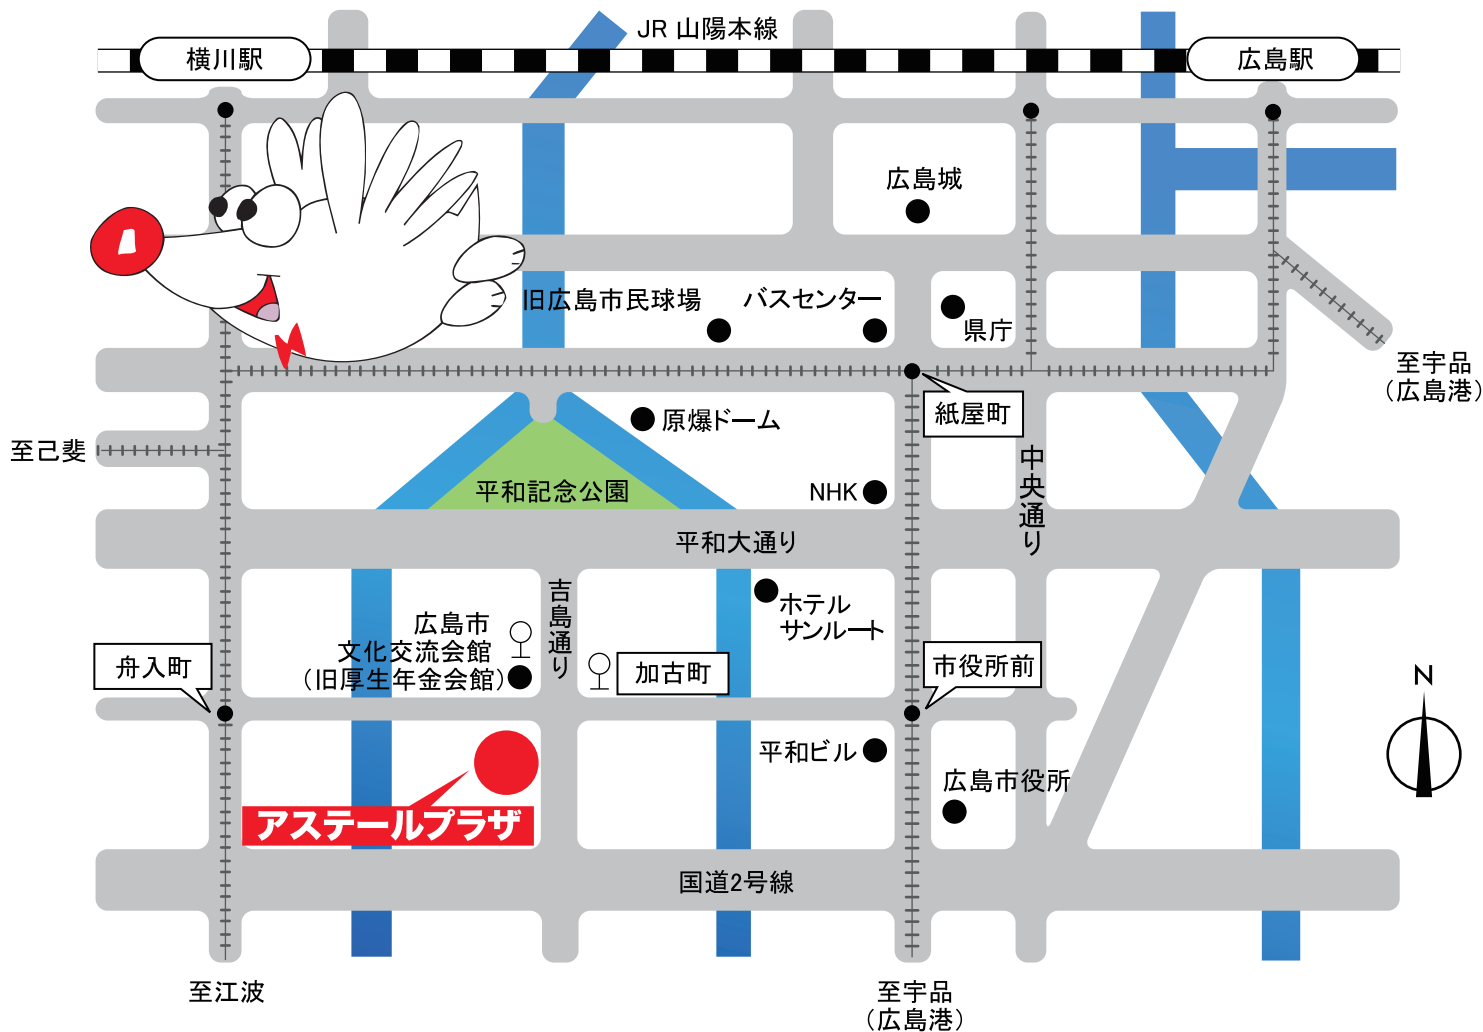 JR 山陽本線
横川駅
広島駅
広島城
旧広島市民球場
バスセンター
県庁
至宇品
(広島港)
紙屋町
原爆ドーム
至己斐
中央通り
平和記念公園
NHK
平和大通り
吉島通り
ホテル
サンルート
広島市
文化交流会館
(旧厚生年金会館)
加古町
舟入町
市役所前
N
平和ビル
広島市役所
アステールプラザ
国道2号線
至江波
至宇品
(広島港)